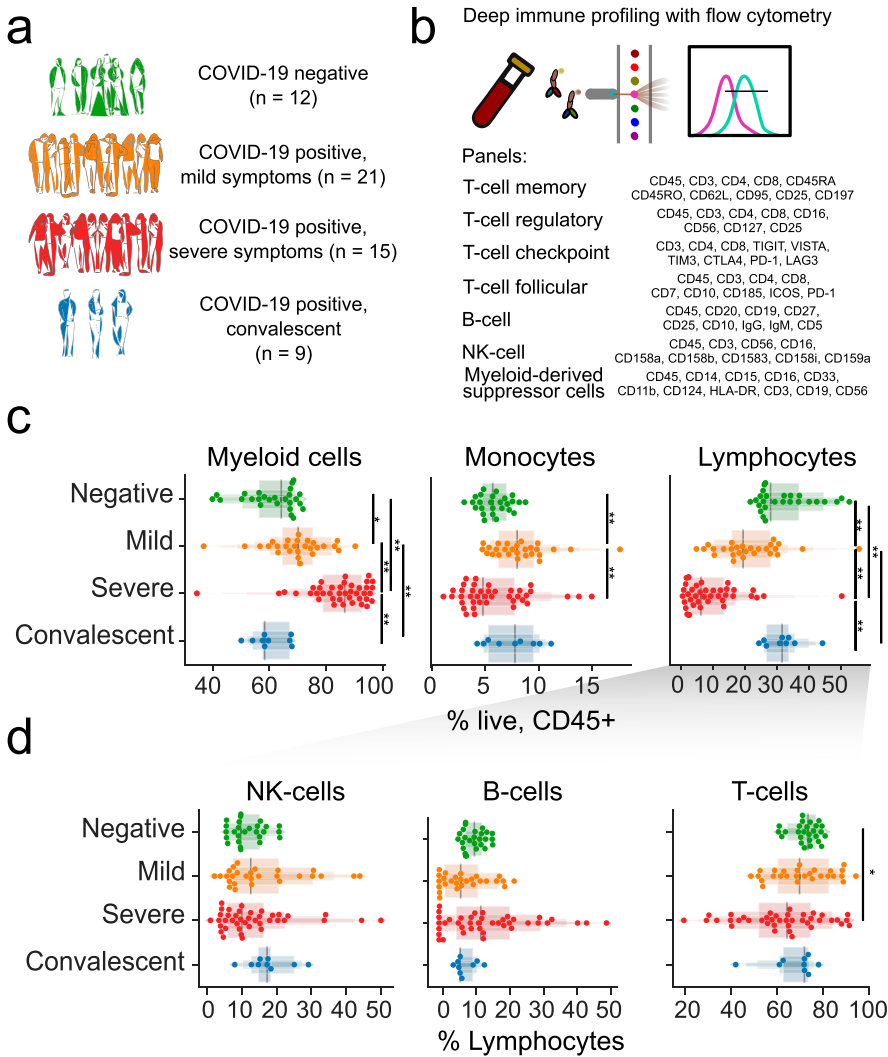 a
COVID-19 negative
(n = 12)
COVID-19 positive,
mild symptoms (n = 21)
COVID-19 positive,
severe symptoms (n = 15)
COVID-19 positive,
convalescent
(n = 9)
b
Deep immune profiling with flow cytometry
Panels:
T-cell memory
CD45, CD3, CD4, CD8, CD45RA
CD45RO, CD62L, CD95, CD25, CD197
T-cell regulatory
CD45, CD3, CD4, CD8, CD16,
CD56, CD127, CD25
T-cell checkpoint
CD3, CD4, CD8, TIGIT, VISTA,
TIM3, CTLA4, PD-1, LAG3
T-cell follicular
CD45, CD3, CD4, CD8,
CD7, CD10, CD185, ICOS, PD-1
B-cell
CD45, CD20, CD19, CD27,
CD25, CD10, IgG, IgM, CD5
NK-cell
CD45, CD3, CD56, CD16,
CD158a, CD158b, CD1583, CD158i, CD159a
Myeloid-derived
suppressor cells
CD45, CD14, CD15, CD16, CD33,
CD11b, CD124, HLA-DR, CD3, CD19, CD56
c
Myeloid cells
Monocytes
Lymphocytes
Negative
Mild
Severe
Convalescent
*
**
**
**
**
**
**
**
**
**
**
**
40 60 80 100
0 5 10 15
0 10 20 30 40 50
% live, CD45+
d
NK-cells
B-cells
T-cells
Negative
Mild
Severe
Convalescent
*
0 10 20 30 40 50
0 10 20 30 40 50
20 40 60 80 100
% Lymphocytes